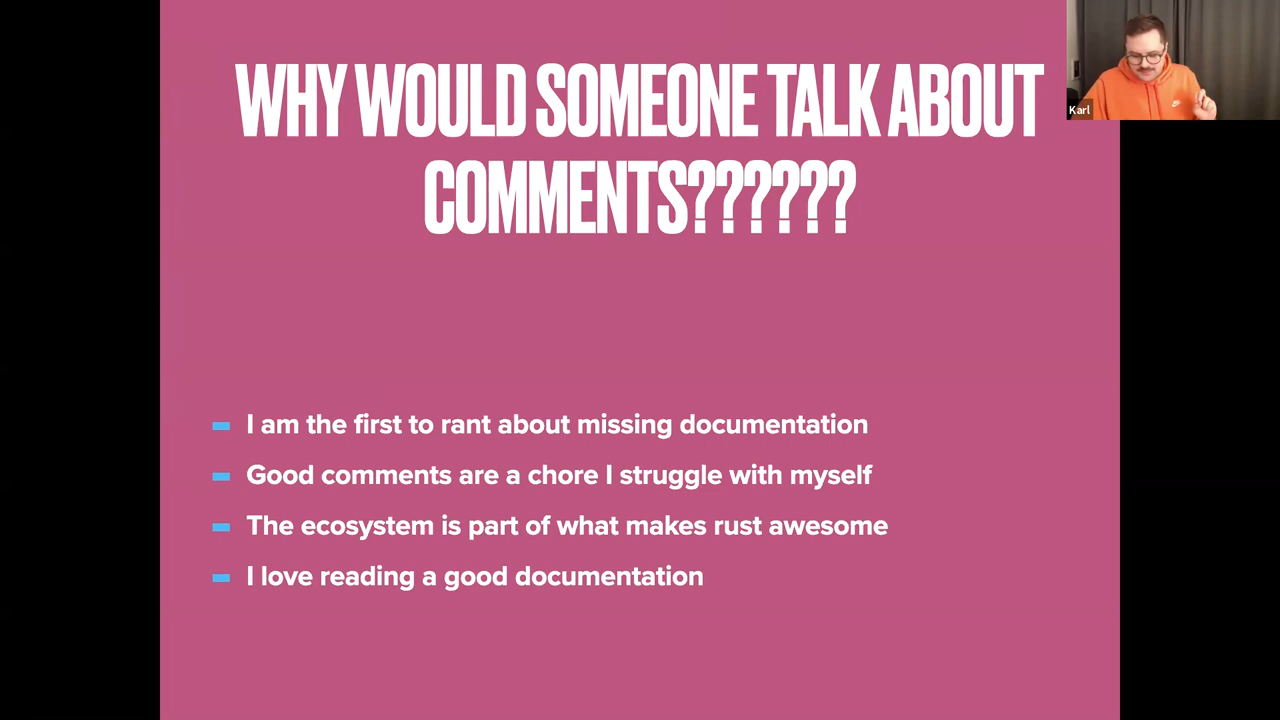 WHY WOULD SOMEONE TALK ABOUT
COMMENTS??????
Karl
I am the first to rant about missing documentation
Good comments are a chore I struggle with myself
The ecosystem is part of what makes rust awesome
I love reading a good documentation